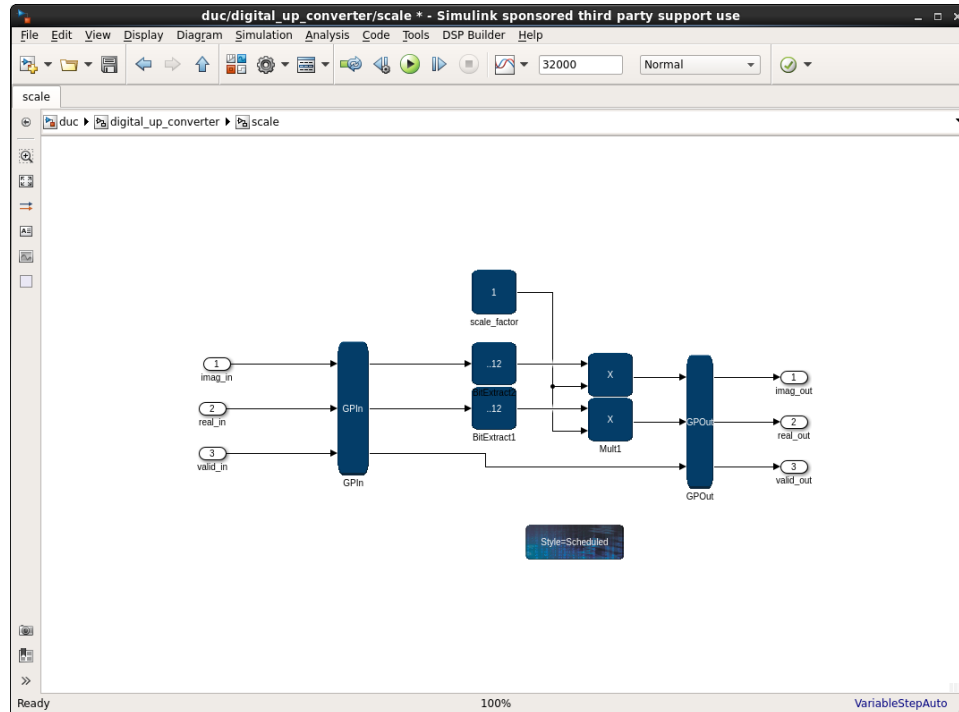 duc/digital_up_converter/scale * - Simulink sponsored third party support use
File Edit View Display Diagram Simulation Analysis Code Tools DSP Builder Help
32000 Normal
scale
duc digital_up_converter scale
1
scale_factor
1
imag_in
2
real_in
3
valid_in
GPIn
GPIn
..12
BitExtract2
..12
BitExtract1
X
X
Mult1
GPOut
GPOut
1
imag_out
2
real_out
3
valid_out
Style=Scheduled
Ready 100% VariableStepAuto